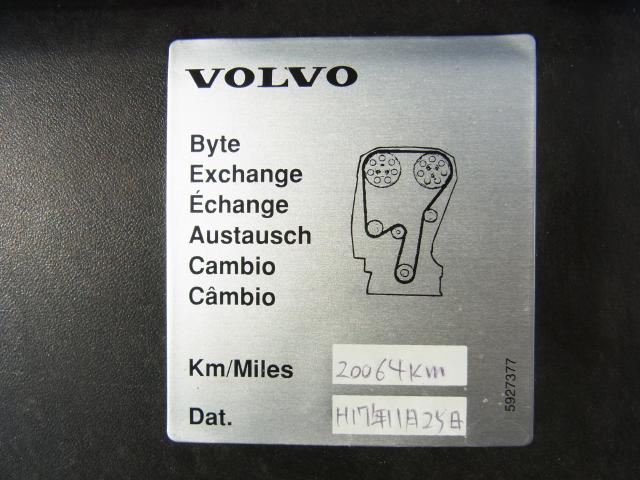 VOLVO
Byte
Exchange
Échange
Austausch
Cambio
Câmbio
Km/Miles 20064km
Dat. H17年11月25日
5927377